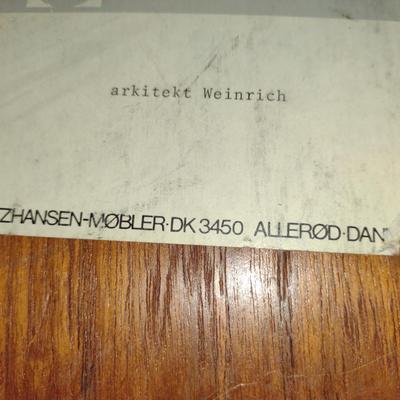 arkitekt Weinrich
ZHANSEN-MØBLER·DK 3450 ALLERØD·DAN